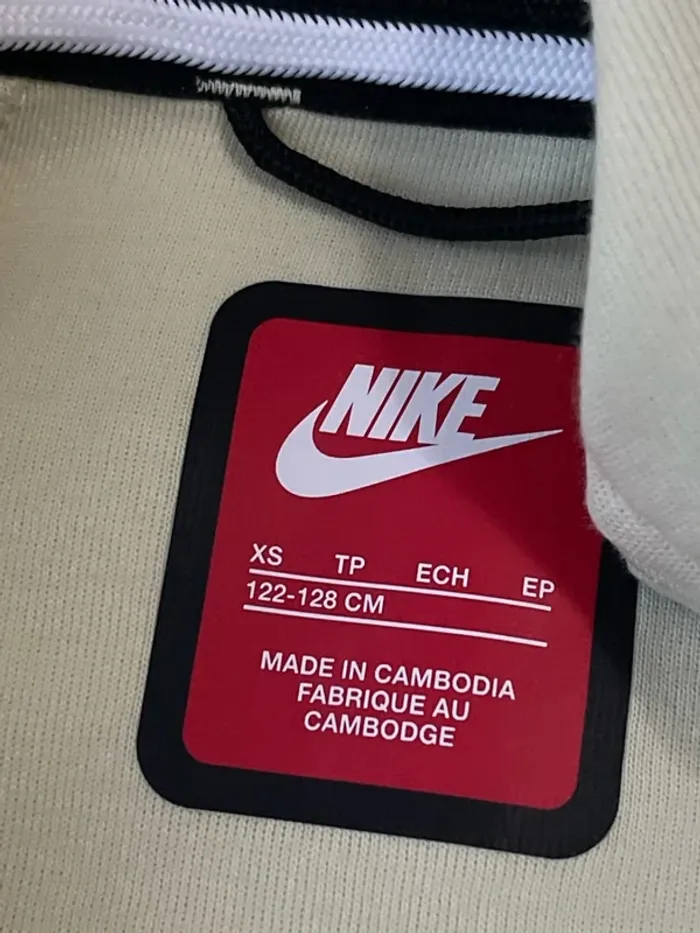 NIKE
XS TP ECH EP
122-128 CM
MADE IN CAMBODIA
FABRIQUE AU
CAMBODGE